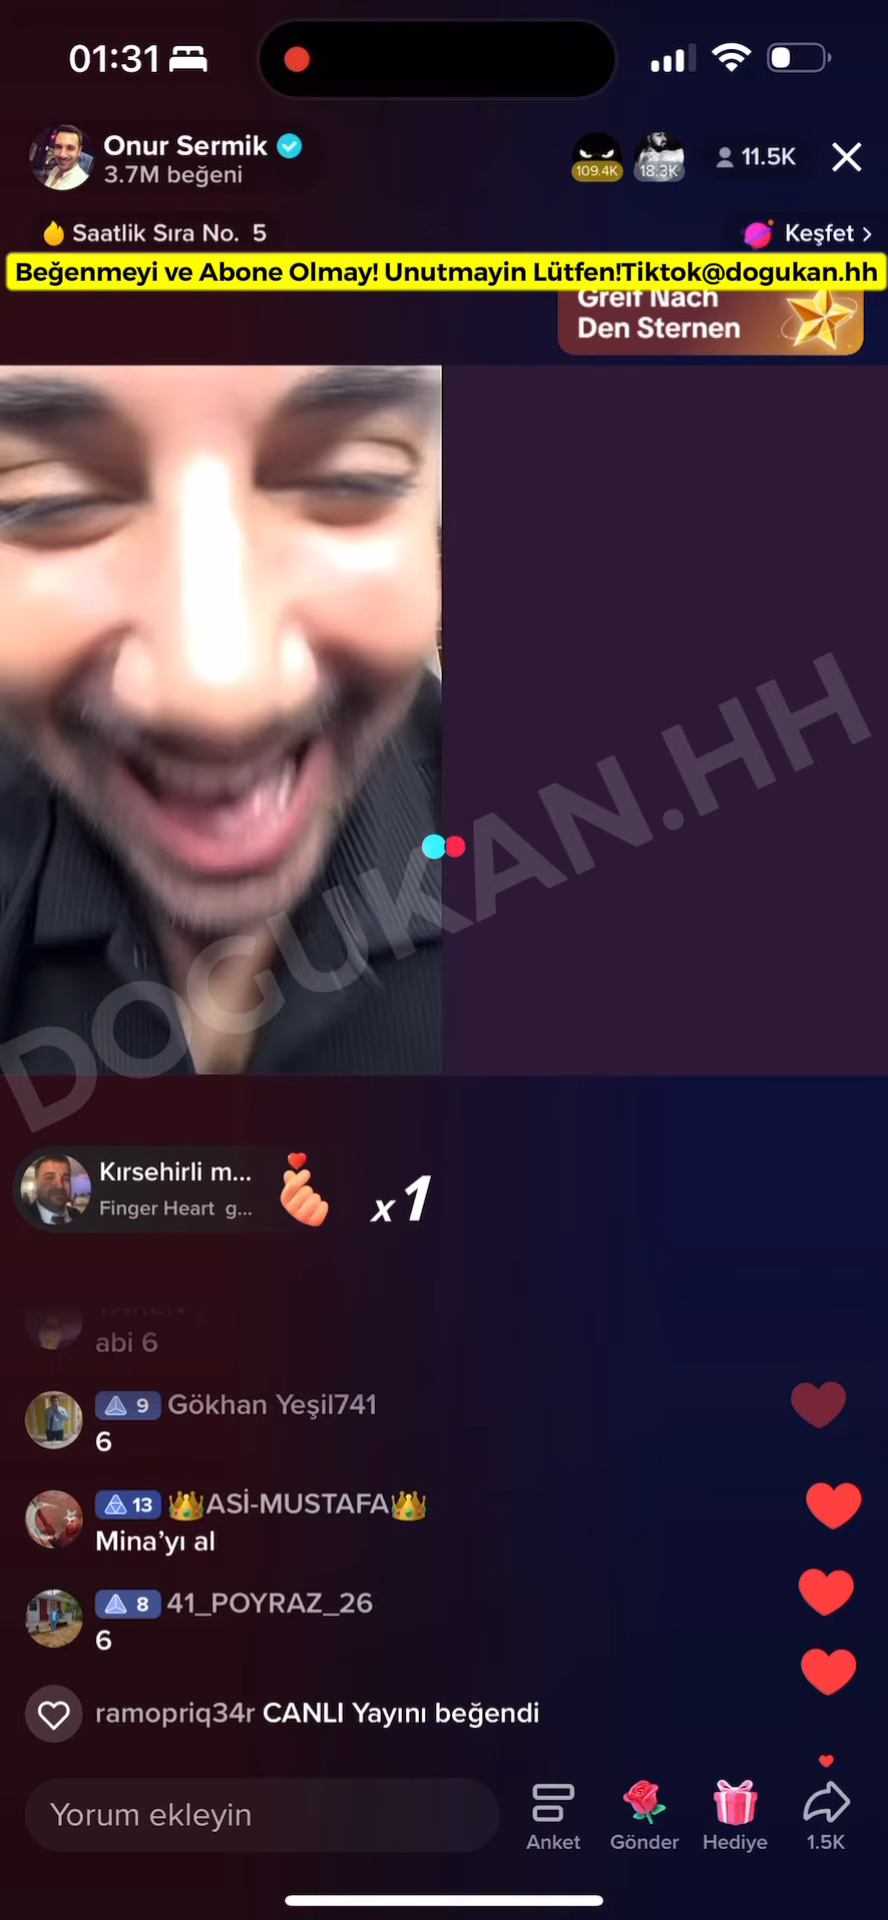 01:31
Onur Sermik
3.7M beğeni
109.4K
18.3K
11.5K
Saatlik Sıra No. 5
Keşfet >
Beğenmeyi ve Abone Olmay! Unutmayin Lütfen!Tiktok@dogukan.hh
Greif Nach
Den Sternen
DOGUKAN.HH
Kırsehirli m...
Finger Heart g...
x1
abi 6
9 Gökhan Yeşil741
6
13 👑ASİ-MUSTAFA👑
Mina'yı al
8 41_POYRAZ_26
6
ramopriq34r CANLI Yayını beğendi
Yorum ekleyin
Anket
Gönder
Hediye
1.5K